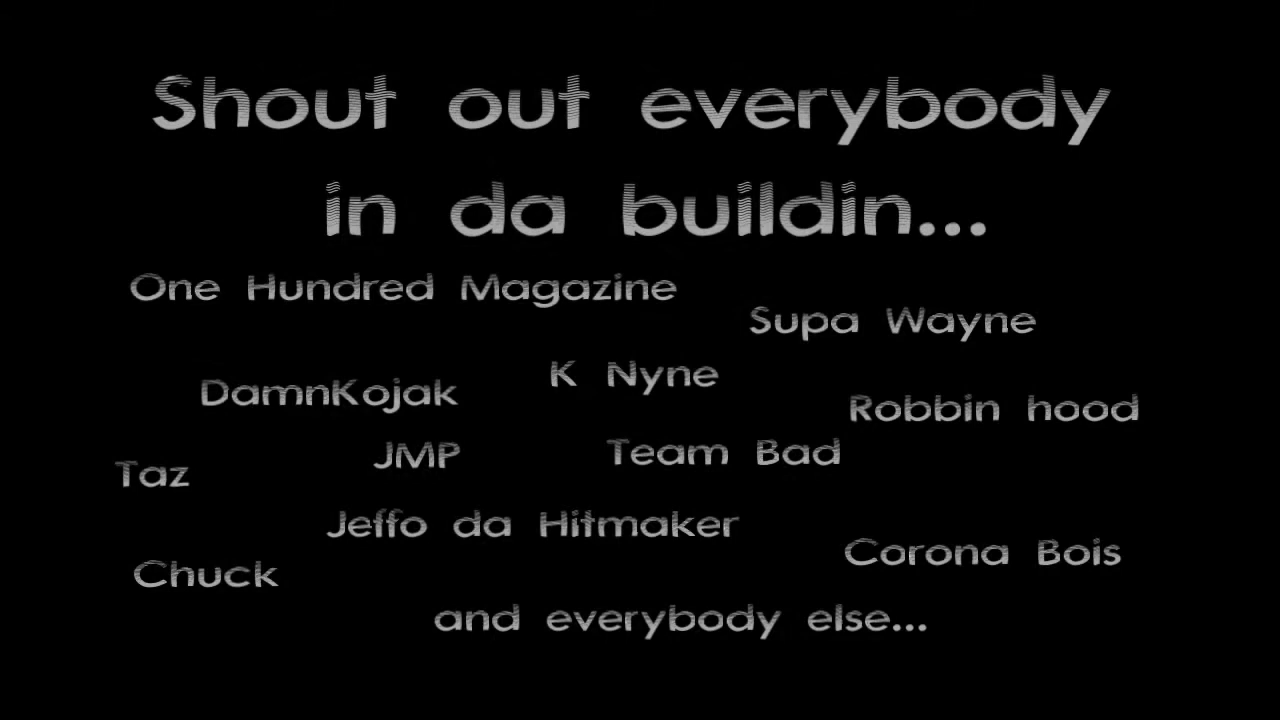 Shout out everybody
in da buildin...
One Hundred Magazine
Supa Wayne
K Nyne
DamnKojak
Robbin hood
JMP
Team Bad
Taz
Jeffo da Hitmaker
Corona Bois
Chuck
and everybody else...